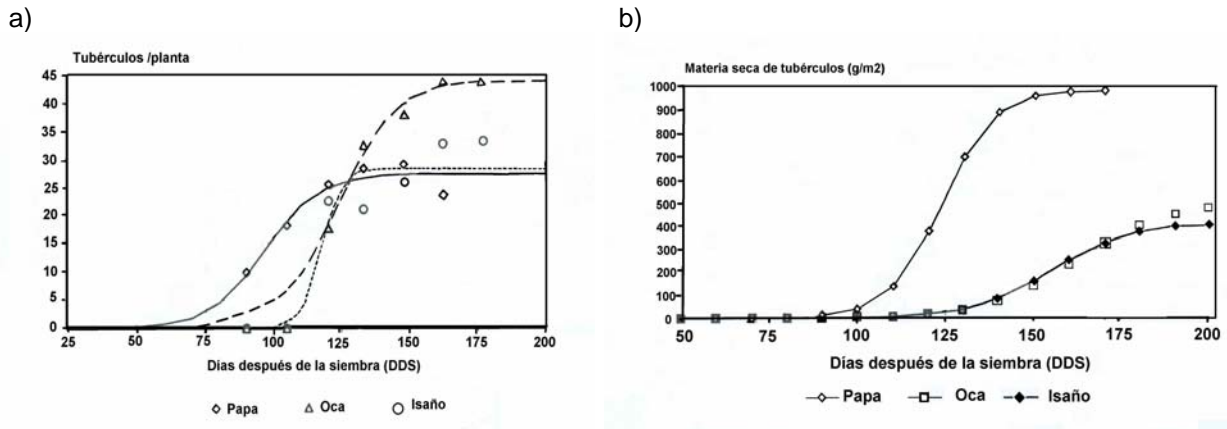 a)
Tubérculos /planta
45
40
35
30
25
20
15
10
5
0
25 50 75 100 125 150 175 200
Días después de la siembra (DDS)
Papa Oca Isaño
b)
Materia seca de tubérculos (g/m2)
1000
900
800
700
600
500
400
300
200
100
0
50 75 100 125 150 175 200
Días después de la siembra (DDS)
Papa Oca Isaño